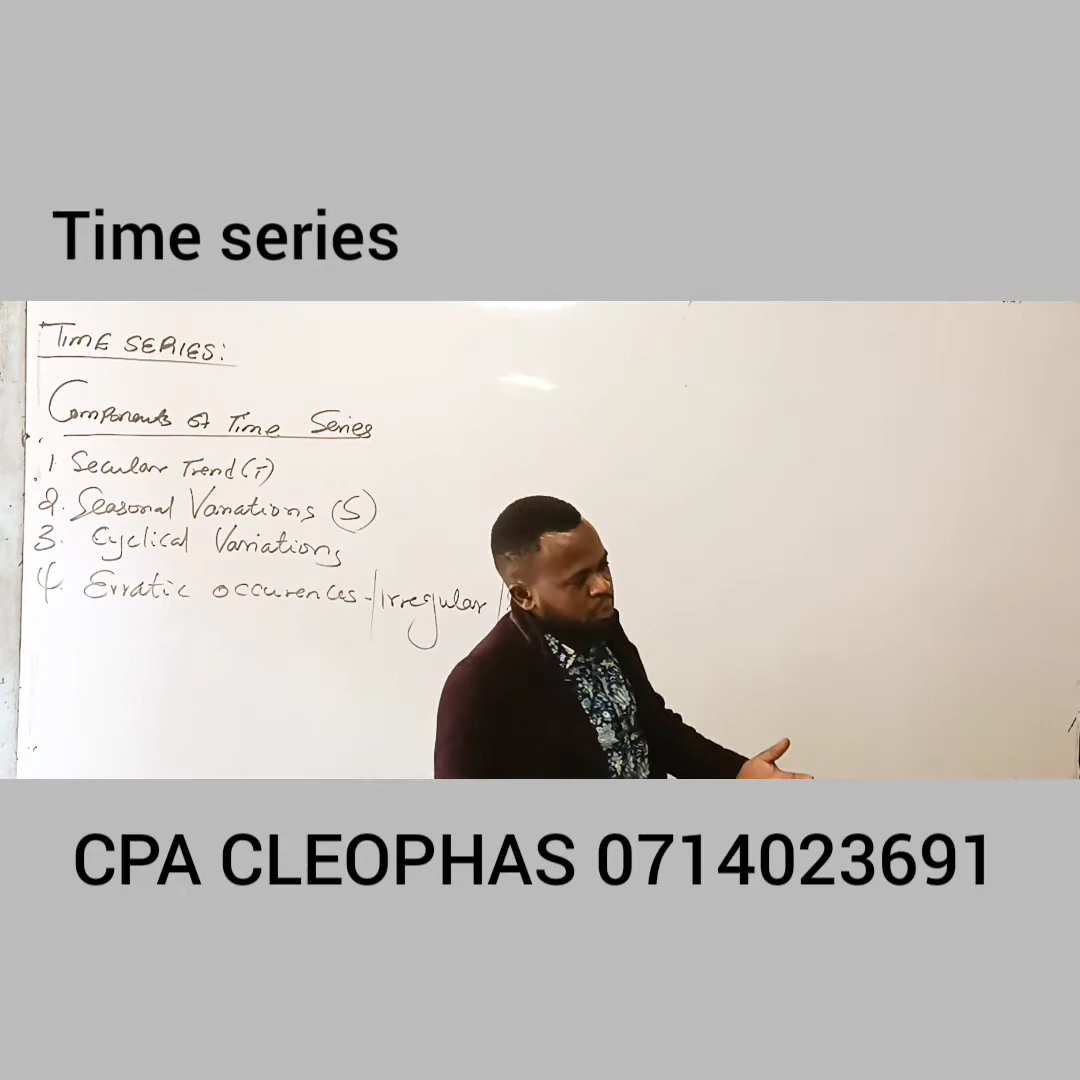 Time series
TIME SERIES:
Components of Time Series
1. Secular Trend (T)
2. Seasonal Variations (S)
3. Cyclical Variations
4. Erratic occurences-/irregular/
CPA CLEOPHAS 0714023691